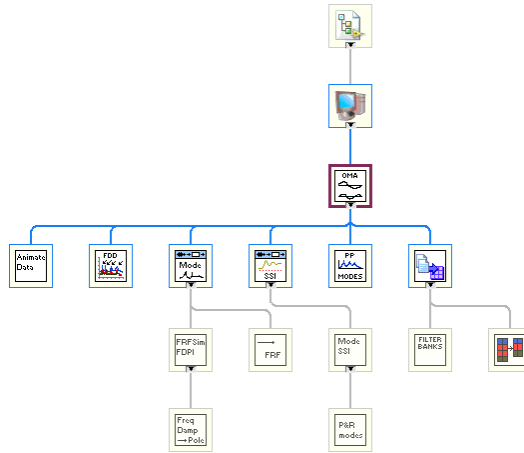 OMA
Animate
Data
FDD
Mode
SSI
PP
MODES
FRFSim
FDPI
FRF
Mode
SSI
FILTER
BANKS
Freq
Damp
→Pole
P&R
modes